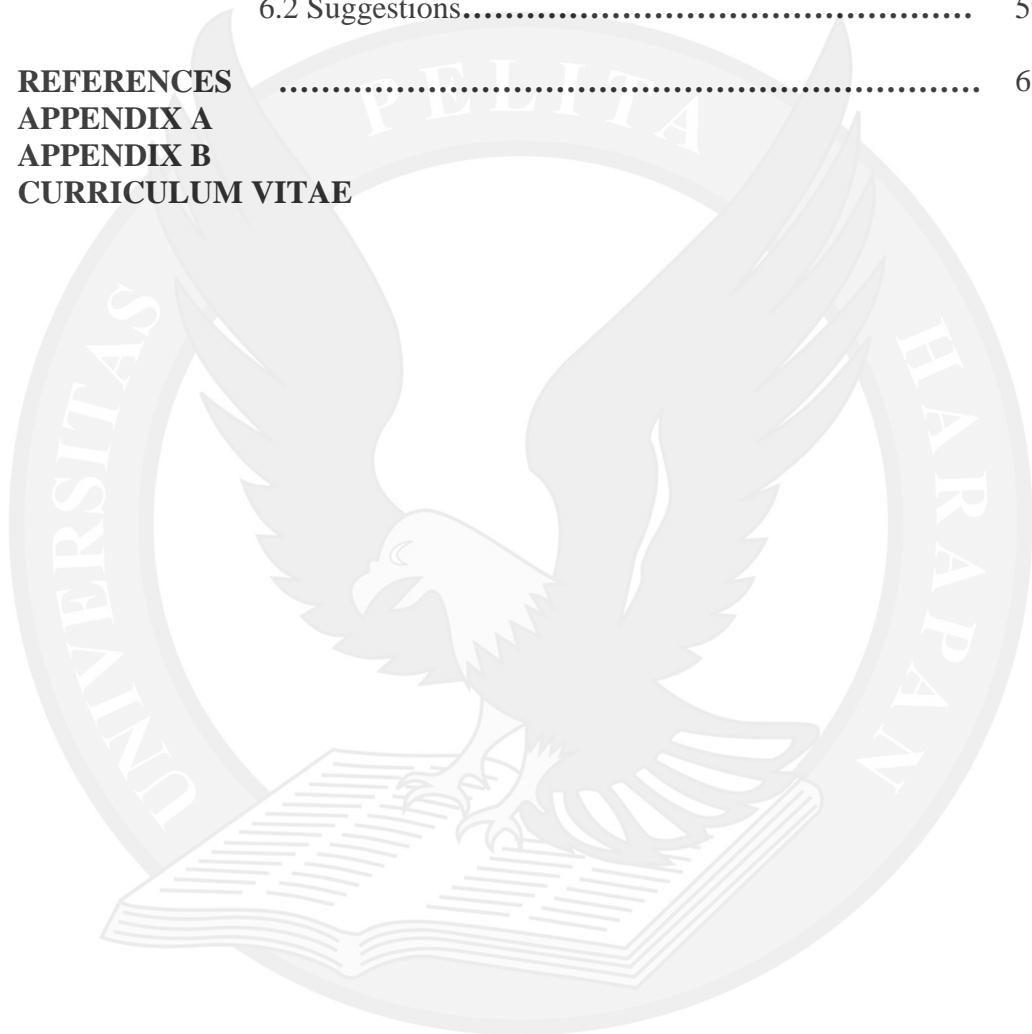 6.2 Suggestions.................................................. 5
REFERENCES .................................................................... 6
APPENDIX A
APPENDIX B
CURRICULUM VITAE
UNIVERSITAS PELITA HARAPAN